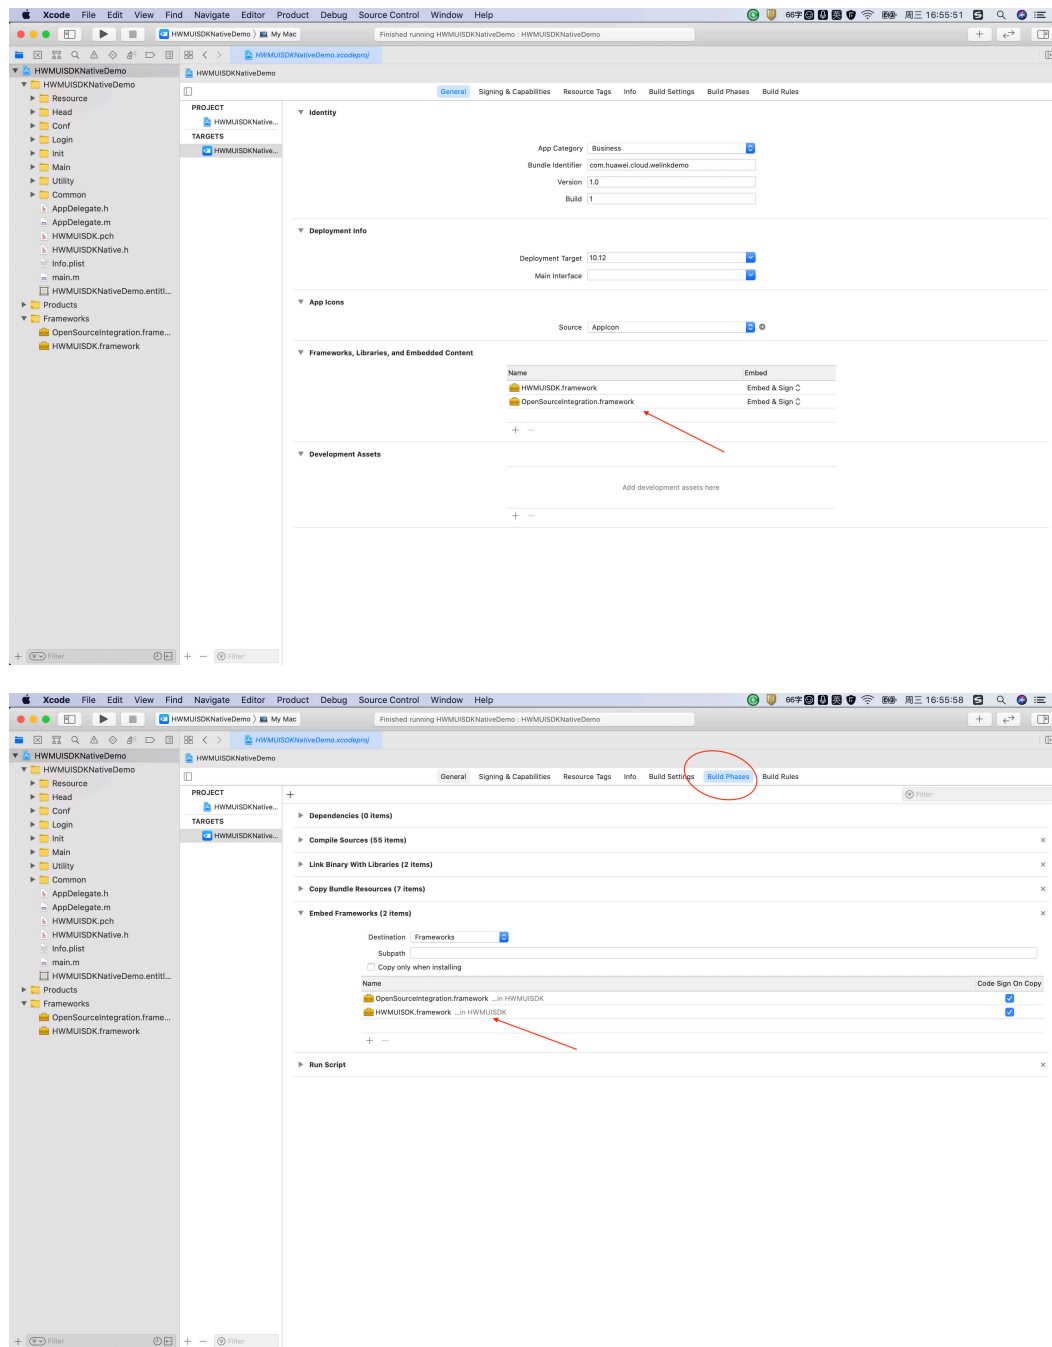 Xcode File Edit View Find Navigate Editor Product Debug Source Control Window Help 66字 英 周三 16:55:51
HWMUISDKNativeDemo 〉 My Mac Finished running HWMUISDKNativeDemo : HWMUISDKNativeDemo
HWMUISDKNativeDemo.xcodeproj
HWMUISDKNativeDemo
HWMUISDKNativeDemo
HWMUISDKNativeDemo
Resource
Head
Conf
Login
Init
Main
Utility
Common
AppDelegate.h
AppDelegate.m
HWMUISDK.pch
HWMUISDKNative.h
Info.plist
main.m
HWMUISDKNativeDemo.entitl...
Products
Frameworks
OpenSourceIntegration.frame...
HWMUISDK.framework
Filter
General Signing & Capabilities Resource Tags Info Build Settings Build Phases Build Rules
PROJECT
HWMUISDKNative...
TARGETS
HWMUISDKNative...
Filter
Identity
App Category Business
Bundle Identifier com.huawei.cloud.welinkdemo
Version 1.0
Build 1
Deployment Info
Deployment Target 10.12
Main Interface
App Icons
Source AppIcon
Frameworks, Libraries, and Embedded Content
Name Embed
HWMUISDK.framework Embed & Sign
OpenSourceIntegration.framework Embed & Sign
Development Assets
Add development assets here
Xcode File Edit View Find Navigate Editor Product Debug Source Control Window Help 66字 英 周三 16:55:58
HWMUISDKNativeDemo 〉 My Mac Finished running HWMUISDKNativeDemo : HWMUISDKNativeDemo
HWMUISDKNativeDemo.xcodeproj
HWMUISDKNativeDemo
HWMUISDKNativeDemo
HWMUISDKNativeDemo
Resource
Head
Conf
Login
Init
Main
Utility
Common
AppDelegate.h
AppDelegate.m
HWMUISDK.pch
HWMUISDKNative.h
Info.plist
main.m
HWMUISDKNativeDemo.entitl...
Products
Frameworks
OpenSourceIntegration.frame...
HWMUISDK.framework
Filter
General Signing & Capabilities Resource Tags Info Build Settings Build Phases Build Rules
PROJECT
HWMUISDKNative...
TARGETS
HWMUISDKNative...
Filter
Filter
Dependencies (0 items)
Compile Sources (55 items)
Link Binary With Libraries (2 items)
Copy Bundle Resources (7 items)
Embed Frameworks (2 items)
Destination Frameworks
Subpath
Copy only when installing
Name Code Sign On Copy
OpenSourceIntegration.framework ...in HWMUISDK
HWMUISDK.framework ...in HWMUISDK
Run Script